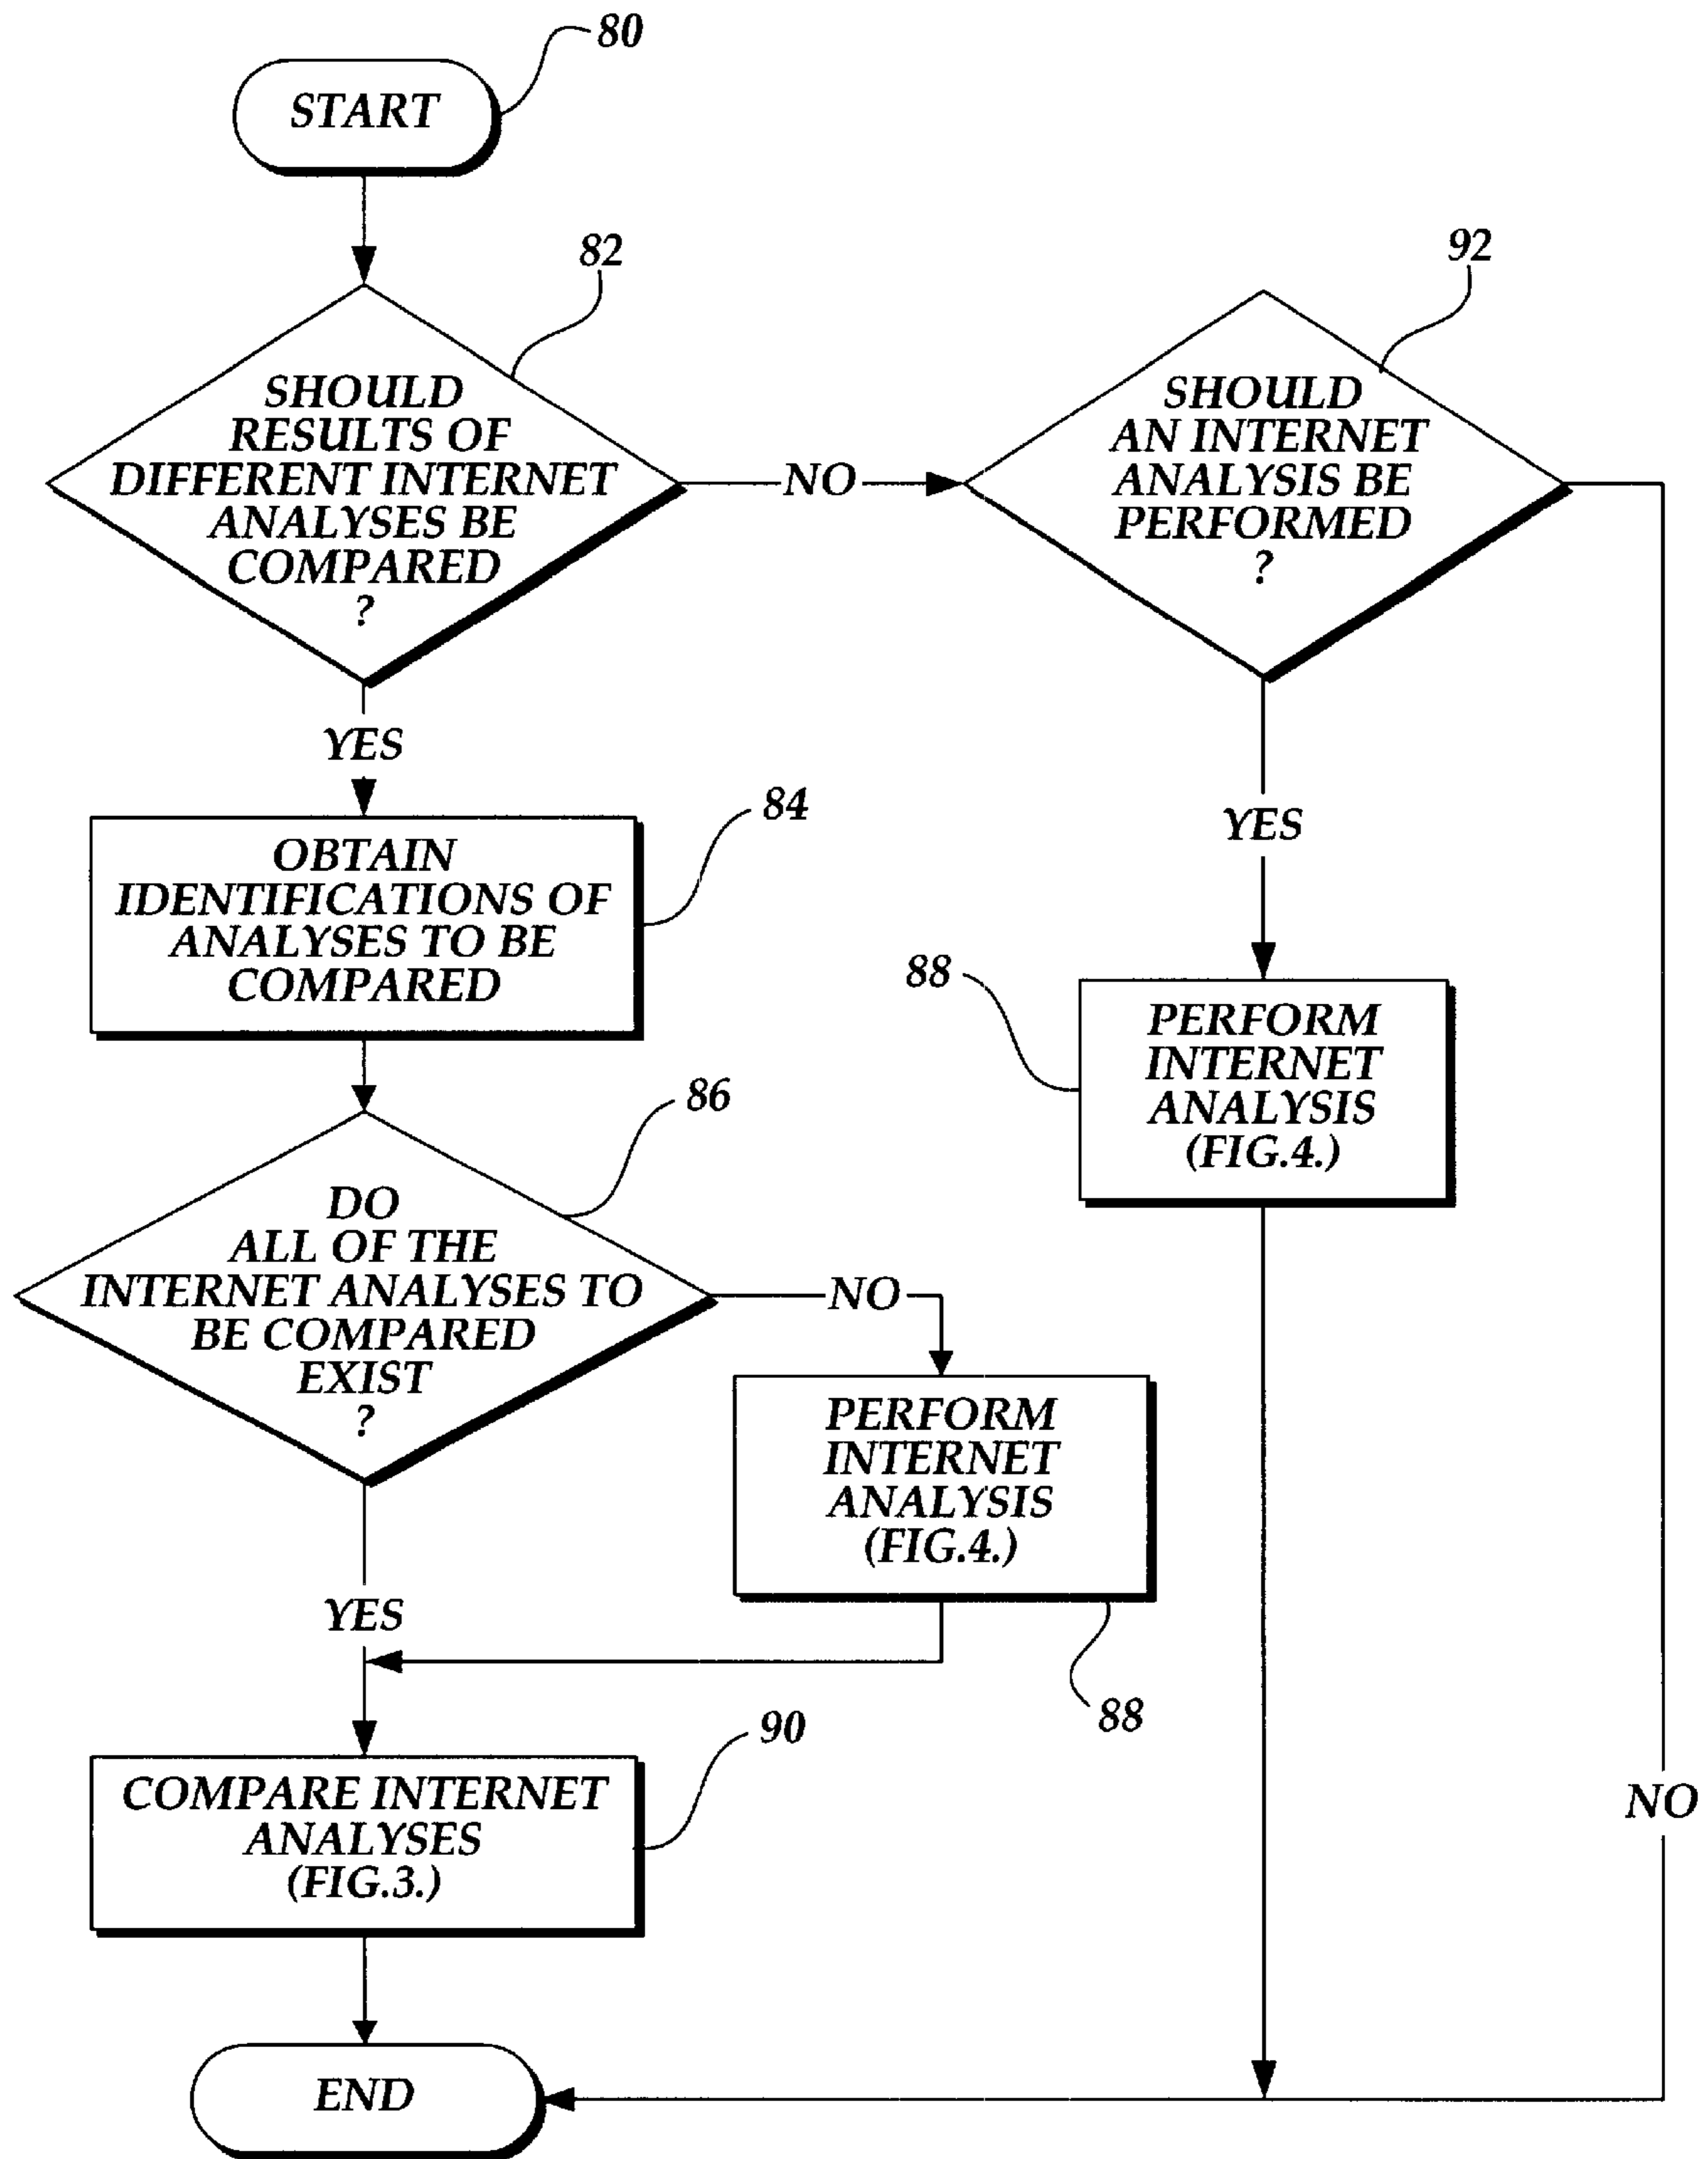 80
START
82
SHOULD
RESULTS OF
DIFFERENT INTERNET
ANALYSES BE
COMPARED
?
NO
92
SHOULD
AN INTERNET
ANALYSIS BE
PERFORMED
?
YES
84
OBTAIN
IDENTIFICATIONS OF
ANALYSES TO BE
COMPARED
YES
88
PERFORM
INTERNET
ANALYSIS
(FIG.4.)
86
DO
ALL OF THE
INTERNET ANALYSES TO
BE COMPARED
EXIST
?
NO
PERFORM
INTERNET
ANALYSIS
(FIG.4.)
88
YES
90
COMPARE INTERNET
ANALYSES
(FIG.3.)
NO
END